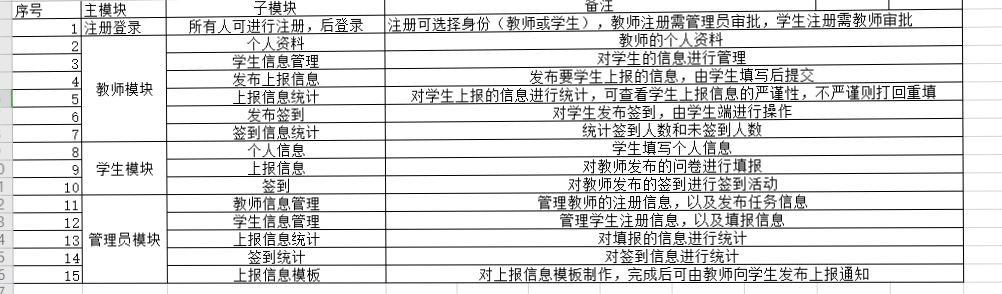 序号 主模块 子模块 备注
1 注册登录 所有人可进行注册，后登录 注册可选择身份（教师或学生），教师注册需管理员审批，学生注册需教师审批
2 个人资料 教师的个人资料
3 学生信息管理 对学生的信息进行管理
4 发布上报信息 发布要学生上报的信息，由学生填写后提交
教师模块
5 上报信息统计 对学生上报的信息进行统计，可查看学生上报信息的严谨性，不严谨则打回重填
6 发布签到 对学生发布签到，由学生端进行操作
7 签到信息统计 统计签到人数和未签到人数
8 个人信息 学生填写个人信息
9 学生模块 上报信息 对教师发布的问卷进行填报
10 签到 对教师发布的签到进行签到活动
11 教师信息管理 管理教师的注册信息，以及发布任务信息
12 学生信息管理 管理学生注册信息，以及填报信息
13 管理员模块 上报信息统计 对填报的信息进行统计
14 签到统计 对签到信息进行统计
15 上报信息模板 对上报信息模板制作，完成后可由教师向学生发布上报通知